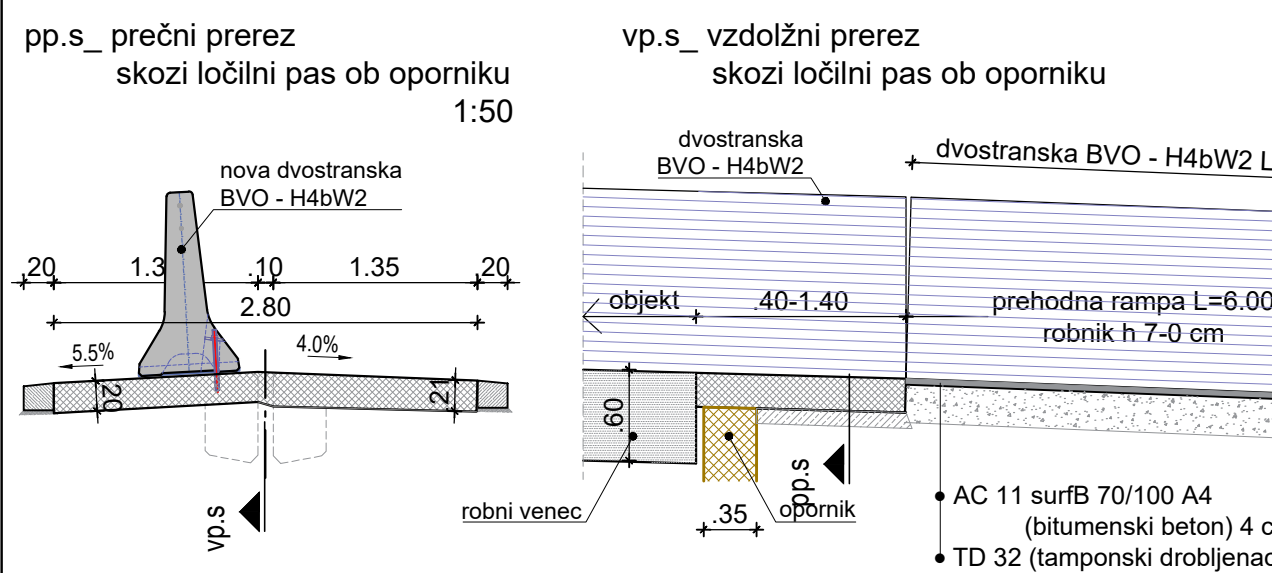 pp.s_ prečni prerez
skozi ločilni pas ob oporniku
1:50
nova dvostranska
BVO - H4bW2
.20
1.3
.10
1.35
.20
2.80
5.5%
4.0%
.20
.21
vp.s
vp.s_ vzdolžni prerez
skozi ločilni pas ob oporniku
dvostranska
BVO - H4bW2
dvostranska BVO - H4bW2 L
objekt
.40-1.40
prehodna rampa L=6.00
robnik h 7-0 cm
.60
pp.s
robni venec
.35
opornik
AC 11 surfB 70/100 A4
(bitumenski beton) 4 c
TD 32 (tamponski drobljenac